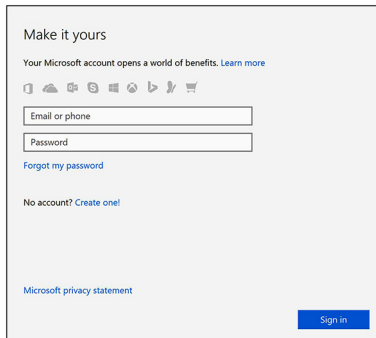 Make it yours
Your Microsoft account opens a world of benefits. Learn more
Email or phone
Password
Forgot my password
No account? Create one!
Microsoft privacy statement
Sign in